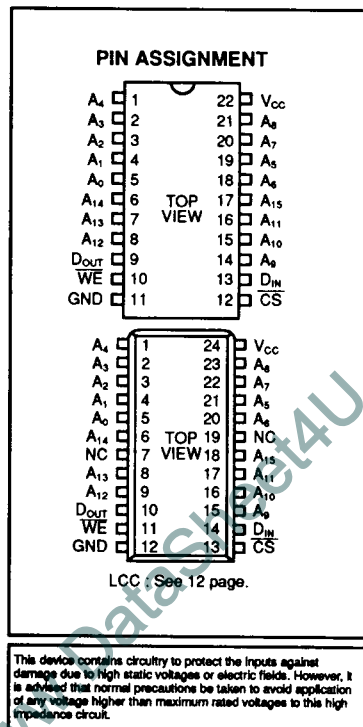 PIN ASSIGNMENT
A4 1 22 VCC
A3 2 21 A8
A2 3 20 A7
A1 4 19 A5
A0 5 18 A6
A14 6 TOP 17 A15
A13 7 VIEW 16 A11
A12 8 15 A10
DOUT 9 14 A9
WE 10 13 DIN
GND 11 12 CS
A4 1 24 VCC
A3 2 23 A8
A2 3 22 A7
A1 4 21 A5
A0 5 20 A6
A14 6 TOP 19 NC
NC 7 VIEW 18 A15
A13 8 17 A11
A12 9 16 A10
DOUT 10 15 A9
WE 11 14 DIN
GND 12 13 CS
LCC : See 12 page.
This device contains circuitry to protect the inputs against
damage due to high static voltages or electric fields. However, it
is advised that normal precautions be taken to avoid application
of any voltage higher than maximum rated voltages to this high
impedance circuit.
DataSheet4U